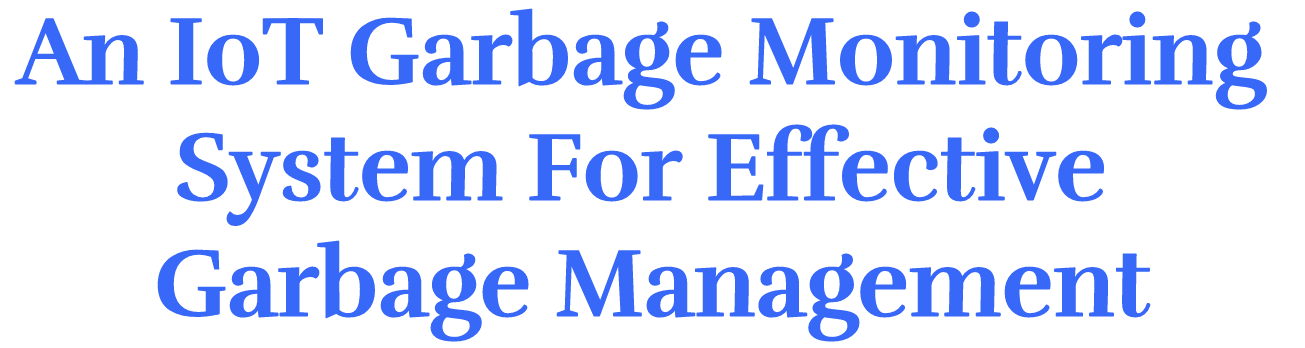 An IoT Garbage Monitoring
System For Effective
Garbage Management